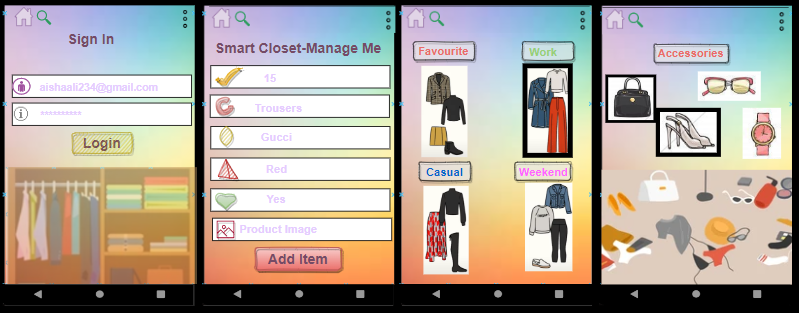 Sign In
aishaali234@gmail.com
**********
Login
Smart Closet-Manage Me
15
Trousers
Gucci
Red
Yes
Product Image
Add Item
Favourite
Work
Casual
Weekend
Accessories